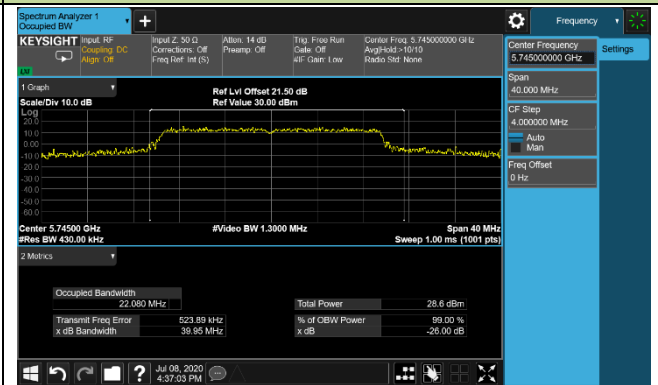 Spectrum Analyzer 1
Occupied BW
Frequency
KEYSIGHT
Input: RF
Coupling: DC
Align: Off
Input Z: 50 Ω
Corrections: Off
Freq Ref: Int (S)
Atten: 14 dB
Preamp: Off
Trig: Free Run
Gate: Off
#IF Gain: Low
Center Freq: 5.745000000 GHz
Avg|Hold:>10/10
Radio Std: None
Center Frequency
5.745000000 GHz
Settings
Span
40.000 MHz
CF Step
4.000000 MHz
Auto
Man
Freq Offset
0 Hz
1 Graph
Scale/Div 10.0 dB
Ref Lvl Offset 21.50 dB
Ref Value 30.00 dBm
Log
20.0
10.0
0.00
-10.0
-20.0
-30.0
-40.0
-50.0
-60.0
Center 5.74500 GHz
#Res BW 430.00 kHz
#Video BW 1.3000 MHz
Span 40 MHz
Sweep 1.00 ms (1001 pts)
2 Metrics
Occupied Bandwidth
22.080 MHz
Total Power 28.6 dBm
Transmit Freq Error 523.89 kHz
% of OBW Power 99.00 %
x dB Bandwidth 39.95 MHz
x dB -26.00 dB
?
Jul 08, 2020
4:37:03 PM